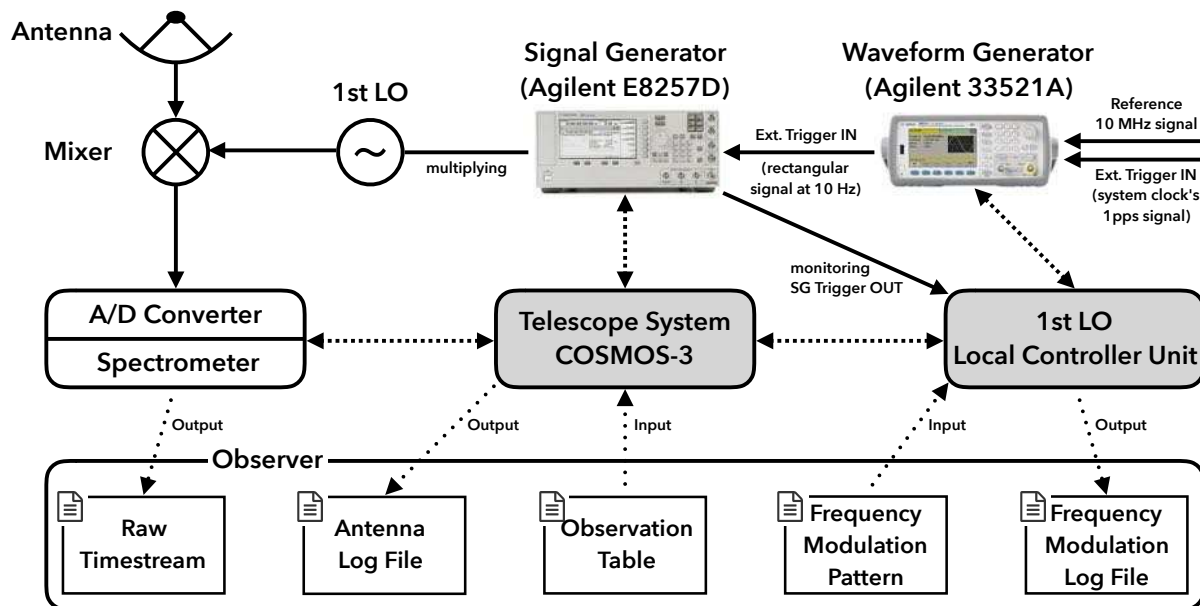 Antenna
Mixer
1st LO
multiplying
Signal Generator
(Agilent E8257D)
Ext. Trigger IN
(rectangular
signal at 10 Hz)
Waveform Generator
(Agilent 33521A)
Reference
10 MHz signal
Ext. Trigger IN
(system clock's
1pps signal)
monitoring
SG Trigger OUT
A/D Converter
Spectrometer
Telescope System
COSMOS-3
1st LO
Local Controller Unit
Output
Output
Input
Input
Output
Observer
Raw
Timestream
Antenna
Log File
Observation
Table
Frequency
Modulation
Pattern
Frequency
Modulation
Log File